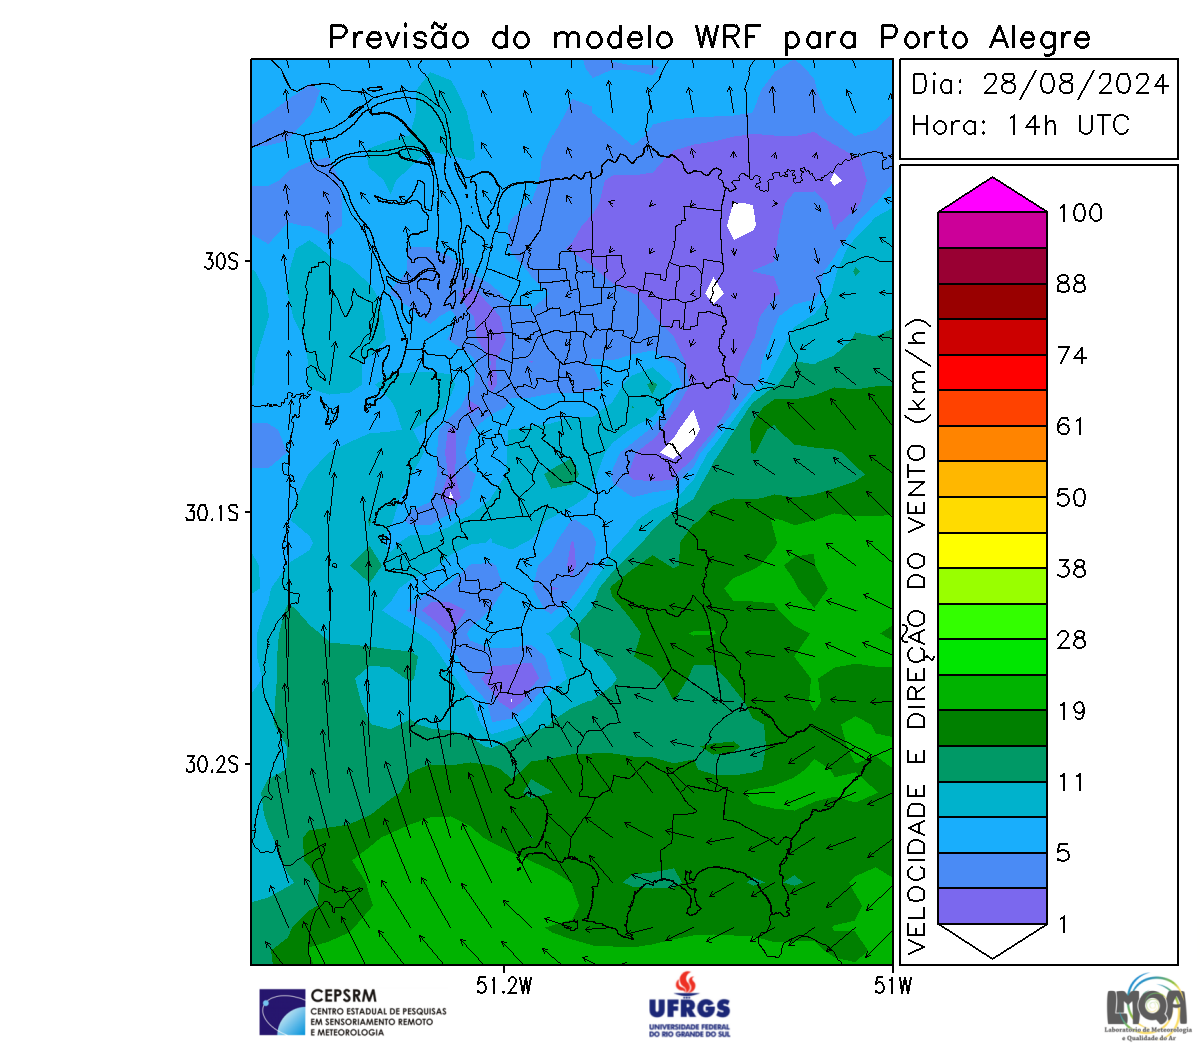 Previsão do modelo WRF para Porto Alegre
Dia: 28/08/2024
Hora: 14h UTC
30S
30.1S
30.2S
51.2W
51W
VELOCIDADE E DIREÇÃO DO VENTO (km/h)
100
88
74
61
50
38
28
19
11
5
1
CEPSRM
CENTRO ESTADUAL DE PESQUISAS
EM SENSORIAMENTO REMOTO
E METEOROLOGIA
UFRGS
UNIVERSIDADE FEDERAL
DO RIO GRANDE DO SUL
LMQA
Laboratório de Meteorologia
e Qualidade do Ar